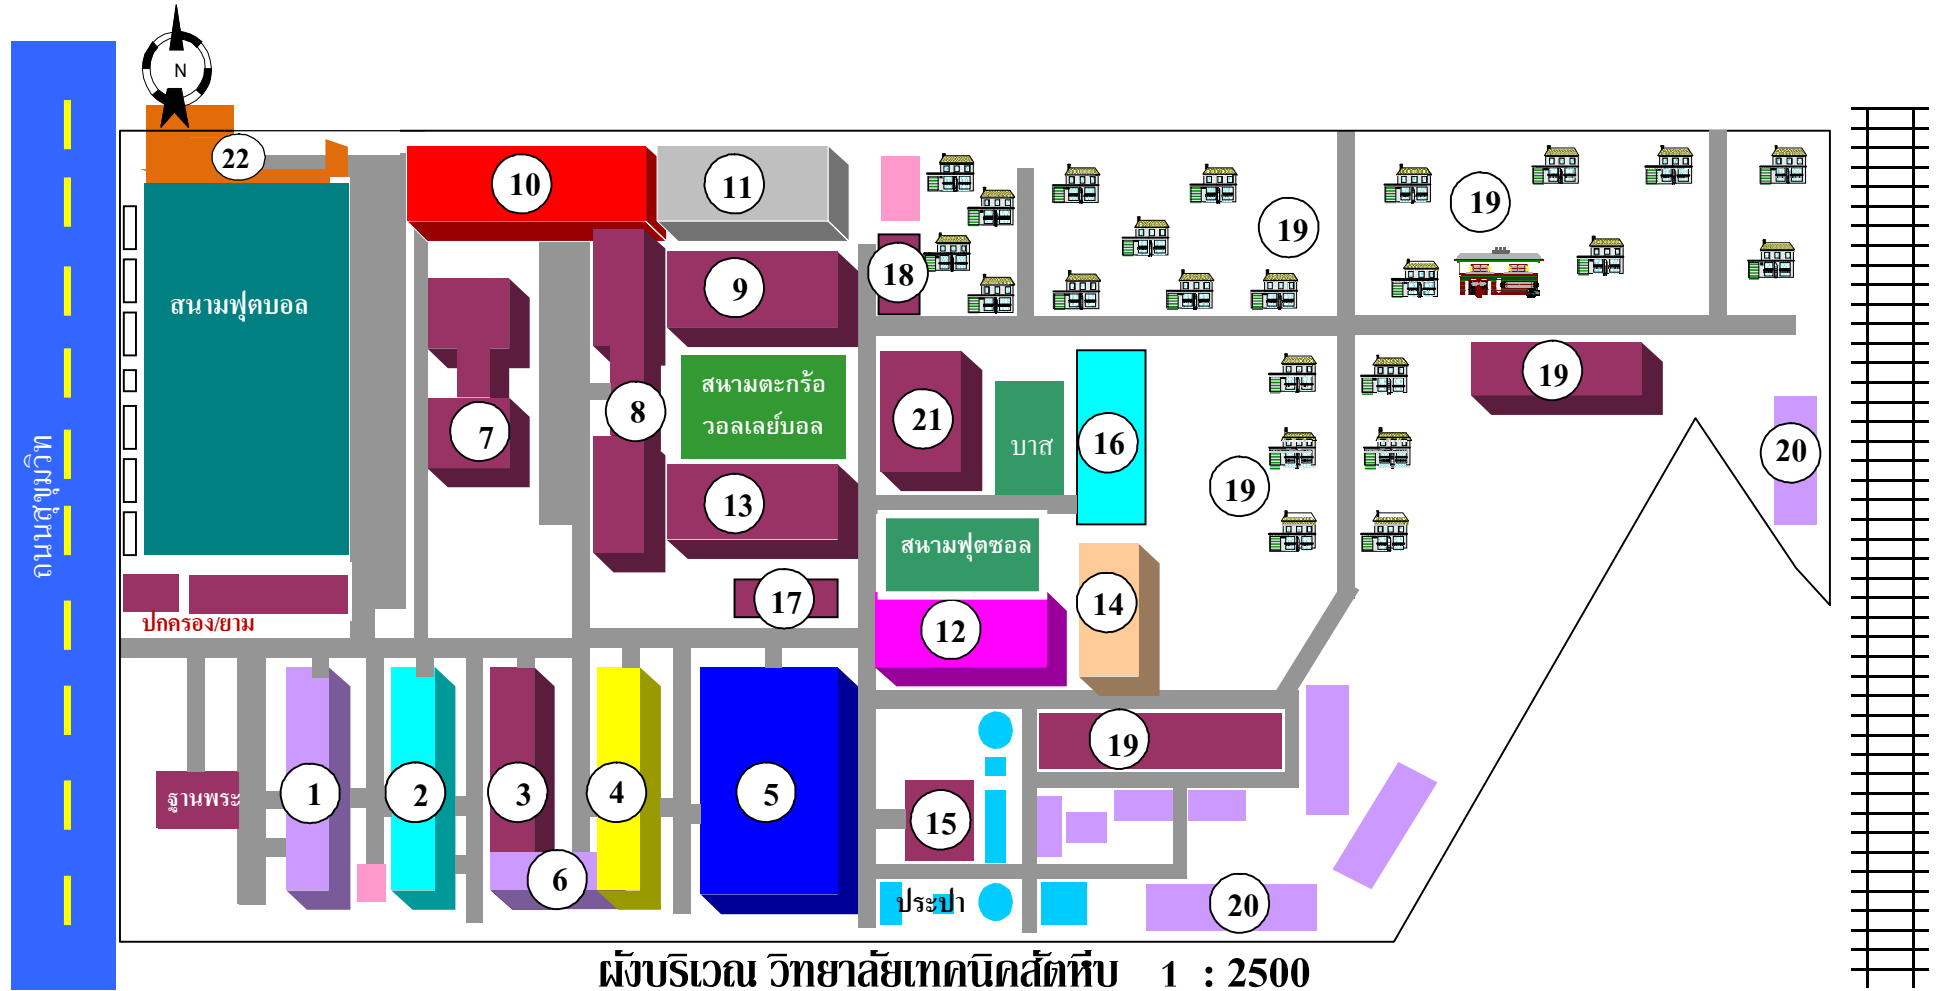 N
22
10
11
19
19
18
9
สนามฟุตบอล
สนามตะกร้อ
วอลเลย์บอล
8
7
21
บาส
16
19
19
20
13
สนามฟุตซอล
17
12
14
ปกครอง/ยาม
ถนนสุขุมวิท
19
ฐานพระ
1
2
3
4
5
15
6
ประปา
20
ผังบริเวณ วิทยาลัยเทคนิคสัตหีบ 1 : 2500